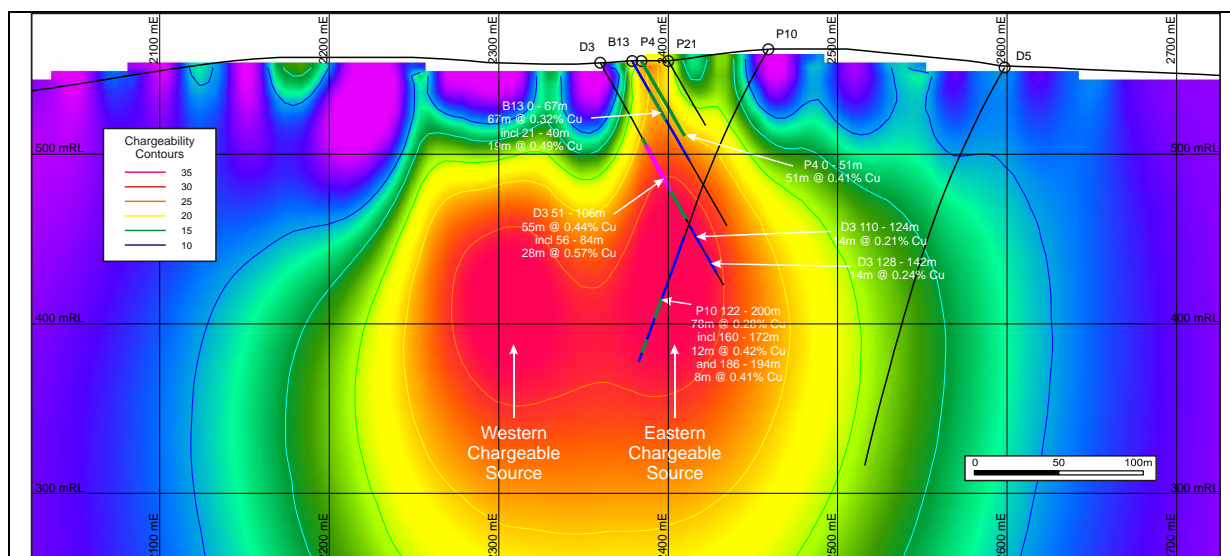 2100 mE
2200 mE
2300 mE
2400 mE
2500 mE
2600 mE
2700 mE
D3
B13
P4
P21
P10
D5
B13 0 - 67m
67m @ 0.32% Cu
incl 21 - 40m
19m @ 0.49% Cu
Chargeability
Contours
35
30
25
20
15
10
500 mRL
500 mRL
P4 0 - 51m
51m @ 0.41% Cu
D3 51 - 106m
55m @ 0.44% Cu
incl 56 - 84m
28m @ 0.57% Cu
D3 110 - 124m
14m @ 0.21% Cu
D3 128 - 142m
14m @ 0.24% Cu
400 mRL
400 mRL
P10 122 - 200m
78m @ 0.28% Cu
incl 160 - 172m
12m @ 0.42% Cu
and 186 - 194m
8m @ 0.41% Cu
Western
Chargeable
Source
Eastern
Chargeable
Source
0 50 100m
300 mRL
300 mRL
2100 mE
2200 mE
2300 mE
2400 mE
2500 mE
2600 mE
2700 mE